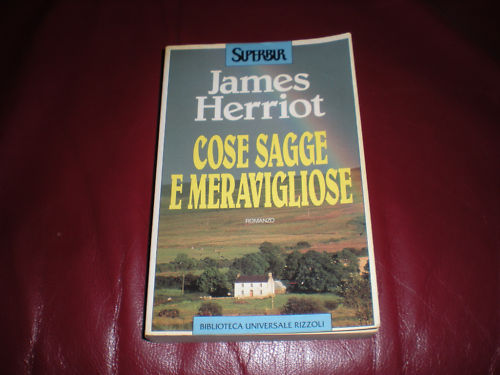 SUPERBUR
James
Herriot
COSE SAGGE
E MERAVIGLIOSE
ROMANZO
BIBLIOTECA UNIVERSALE RIZZOLI